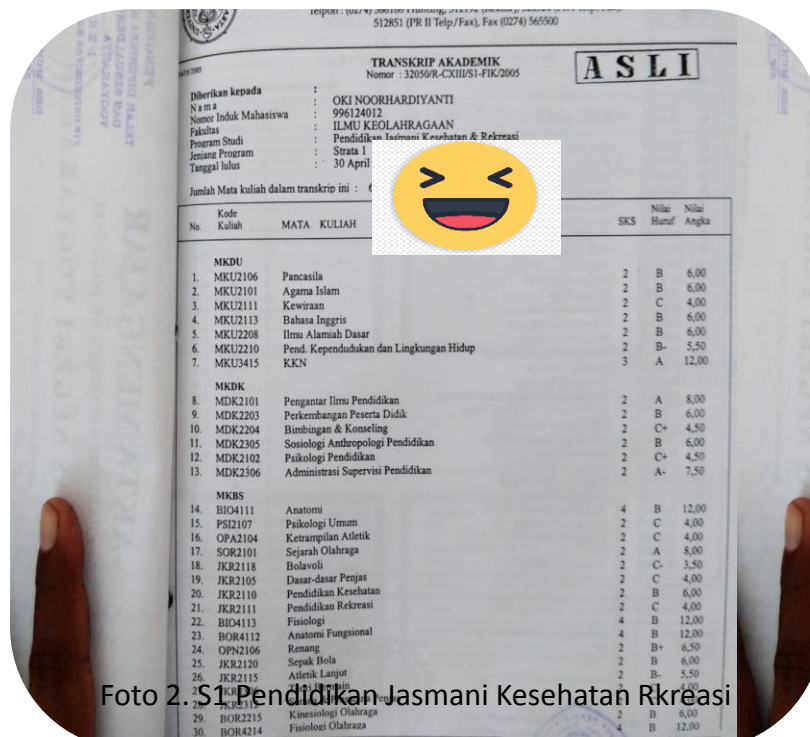 512851 (PR II Telp/Fax), Fax (0274) 565500
TRANSKRIP AKADEMIK
Nomor : 32050/R-CXIII/S1-FIK/2005
ASLI
Diberikan kepada :
Nama : OKI NOORHARDIYANTI
Nomor Induk Mahasiswa : 996124012
Fakultas : ILMU KEOLAHRAGAAN
Program Studi : Pendidikan Jasmani Kesehatan & Rekreasi
Jenjang Program : Strata 1
Tanggal lulus : 30 April
Jumlah Mata kuliah dalam transkrip ini :
No. Kode Kuliah MATA KULIAH SKS Nilai Huruf Nilai Angka
MKDU
1. MKU2106 Pancasila 2 B 6,00
2. MKU2101 Agama Islam 2 B 6,00
3. MKU2111 Kewiraan 2 C 4,00
4. MKU2113 Bahasa Inggris 2 B 6,00
5. MKU2208 Ilmu Alamiah Dasar 2 B 6,00
6. MKU2210 Pend. Kependudukan dan Lingkungan Hidup 2 B- 5,50
7. MKU3415 KKN 3 A 12,00
MKDK
8. MDK2101 Pengantar Ilmu Pendidikan 2 A 8,00
9. MDK2203 Perkembangan Peserta Didik 2 B 6,00
10. MDK2204 Bimbingan & Konseling 2 C+ 4,50
11. MDK2305 Sosiologi Anthropologi Pendidikan 2 B 6,00
12. MDK2102 Psikologi Pendidikan 2 C+ 4,50
13. MDK2306 Administrasi Supervisi Pendidikan 2 A- 7,50
MKBS
14. BIO4111 Anatomi 4 B 12,00
15. PSI2107 Psikologi Umum 2 C 4,00
16. OPA2104 Ketrampilan Atletik 2 C 4,00
17. SOR2101 Sejarah Olahraga 2 A 8,00
18. JKR2118 Bolavoli 2 C- 3,50
19. JKR2105 Dasar-dasar Penjas 2 C 4,00
20. JKR2110 Pendidikan Kesehatan 2 B 6,00
21. JKR2111 Pendidikan Rekreasi 2 C 4,00
22. BIO4113 Fisiologi 4 B 12,00
23. BOR4112 Anatomi Fungsional 4 B 12,00
24. OPN2106 Renang 2 B+ 6,50
25. JKR2120 Sepak Bola 2 B 6,00
26. JKR2115 Atletik Lanjut 2 B- 5,50
Foto 2. S1 Pendidikan Jasmani Kesehatan Rkreasi
29. BOR2215 Kinesiologi Olahraga 2 B 6,00
30. BOR4214 Fisiologi Olahraga 4 B 12,00